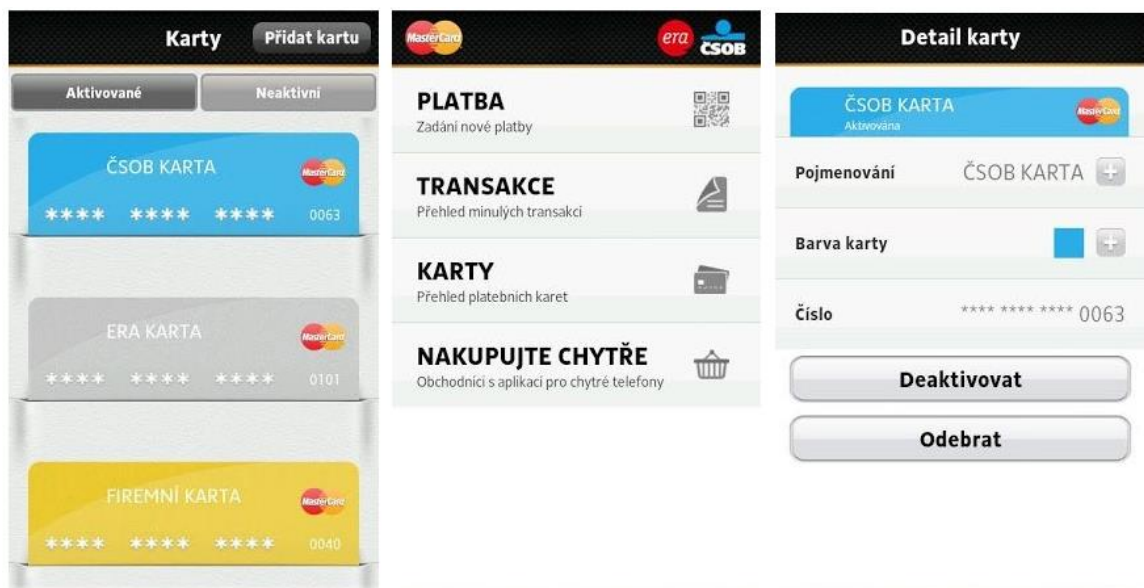 Karty
Přidat kartu
Aktivované
Neaktivní
ČSOB KARTA
MasterCard
**** **** **** 0063
ERA KARTA
MasterCard
**** **** **** 0101
FIREMNÍ KARTA
MasterCard
**** **** **** 0040
MasterCard
era
ČSOB
PLATBA
Zadání nové platby
TRANSAKCE
Přehled minulých transakcí
KARTY
Přehled platebních karet
NAKUPUJTE CHYTŘE
Obchodníci s aplikací pro chytré telefony
Detail karty
ČSOB KARTA
Aktivována
MasterCard
Pojmenování
ČSOB KARTA
Barva karty
Číslo
**** **** **** 0063
Deaktivovat
Odebrat